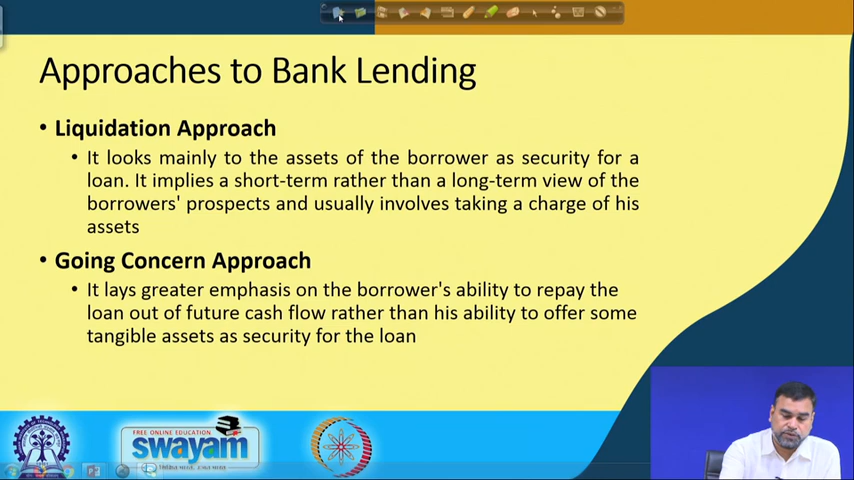 Approaches to Bank Lending
• Liquidation Approach
• It looks mainly to the assets of the borrower as security for a
loan. It implies a short-term rather than a long-term view of the
borrowers' prospects and usually involves taking a charge of his
assets
• Going Concern Approach
• It lays greater emphasis on the borrower's ability to repay the
loan out of future cash flow rather than his ability to offer some
tangible assets as security for the loan
FREE ONLINE EDUCATION
swayam